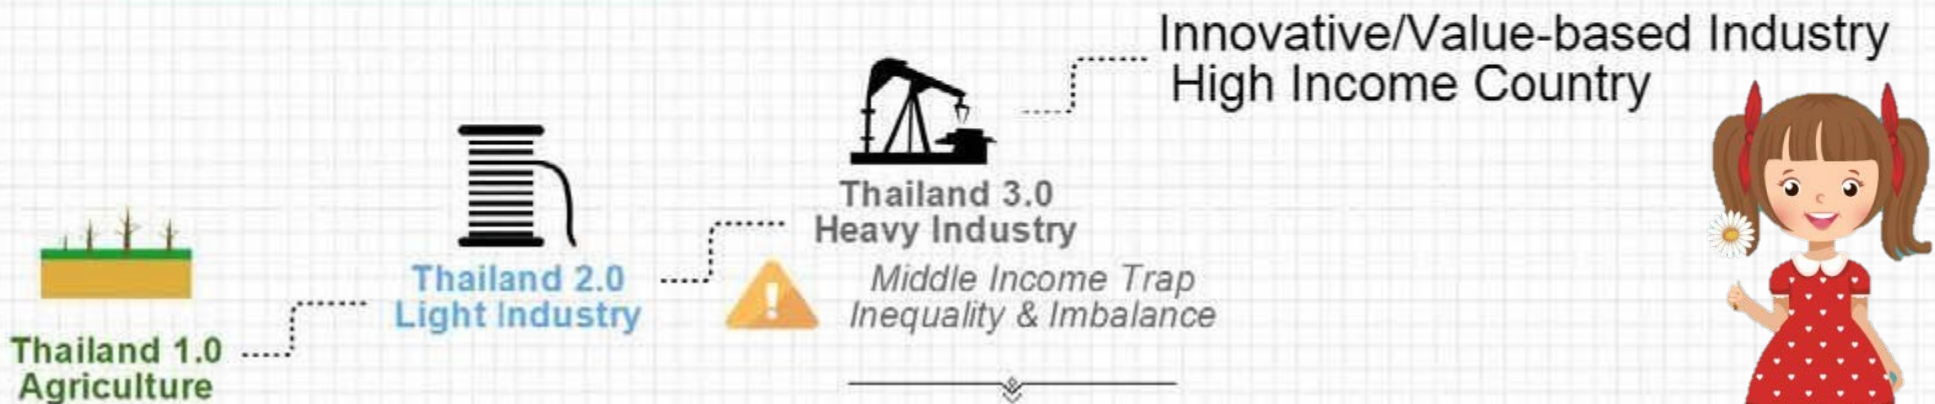 Thailand 1.0
Agriculture
Thailand 2.0
Light Industry
Thailand 3.0
Heavy Industry
Middle Income Trap
Inequality & Imbalance
Innovative/Value-based Industry
High Income Country